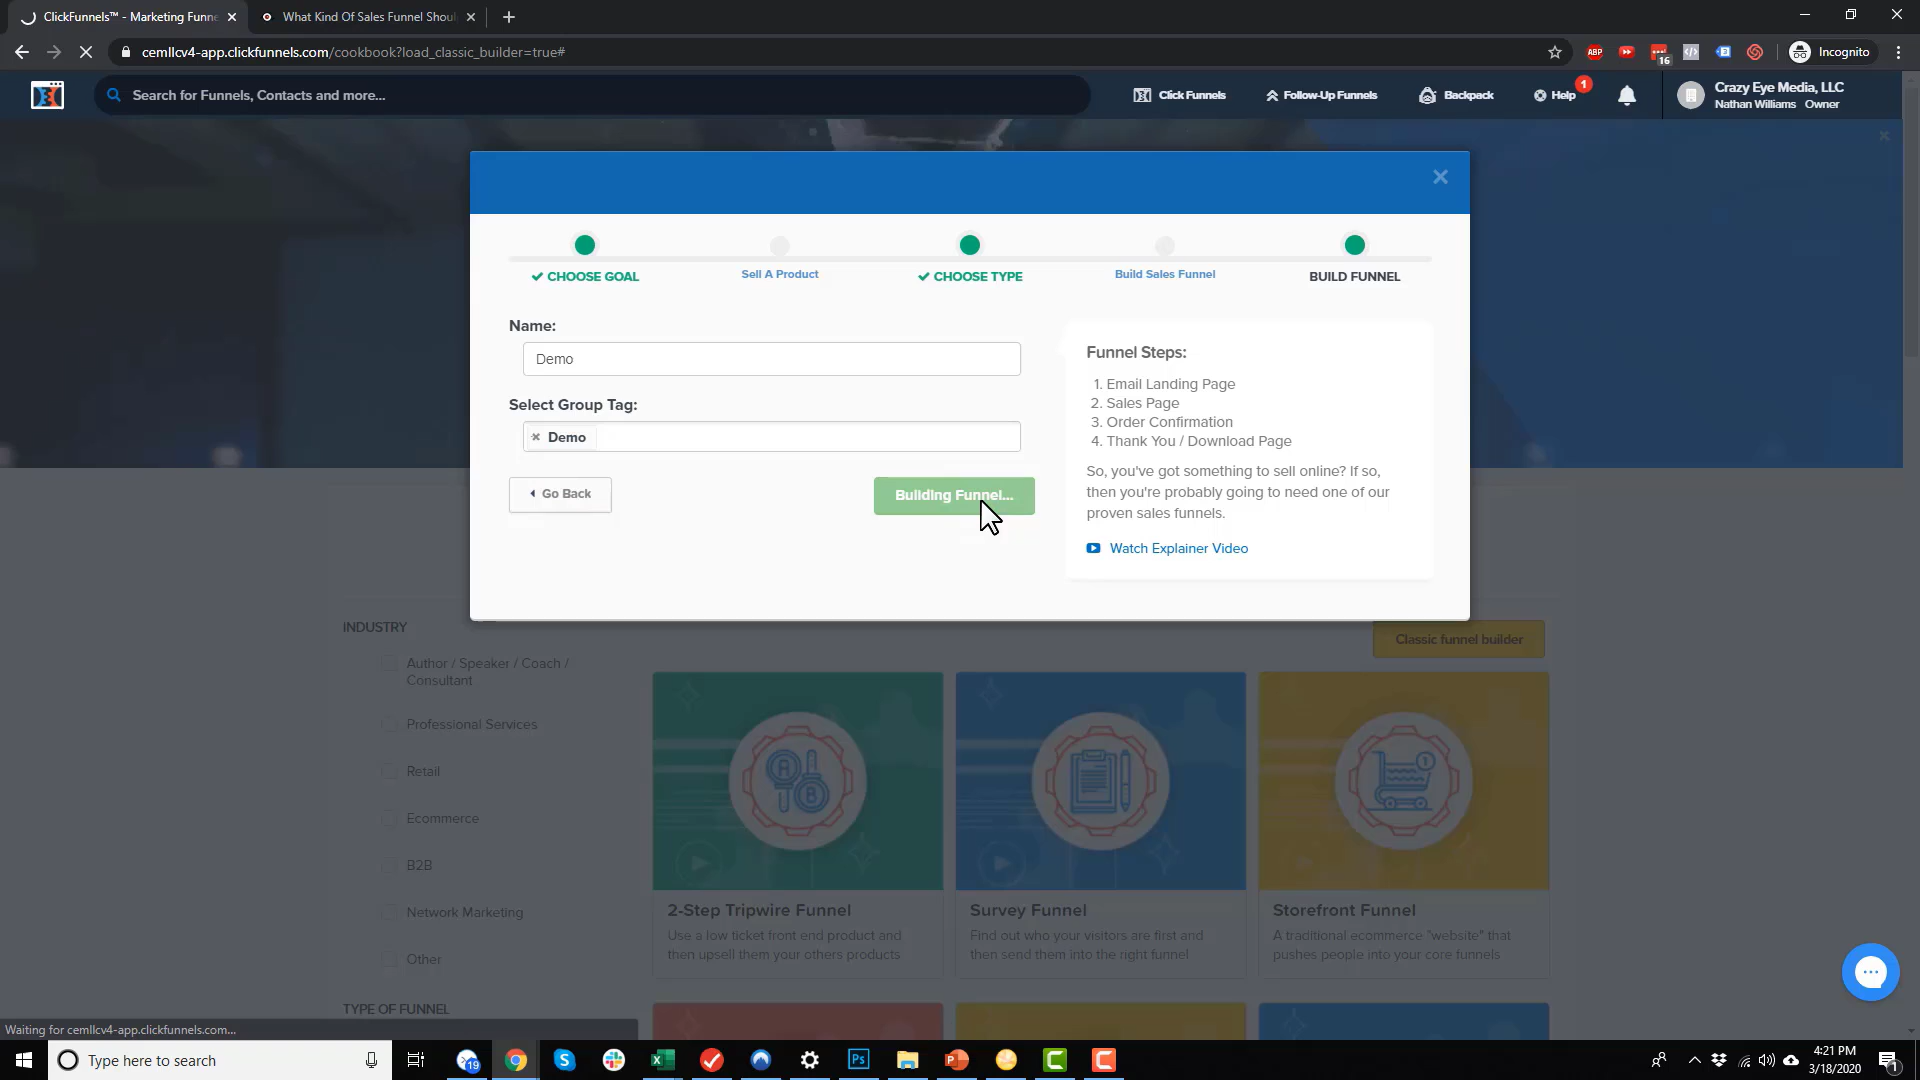 ClickFunnels™ - Marketing Funne
What Kind Of Sales Funnel Shoul
cemllcv4-app.clickfunnels.com/cookbook?load_classic_builder=true#
ABP
16
Incognito
Search for Funnels, Contacts and more...
Click Funnels
Follow-Up Funnels
Backpack
Help
1
Crazy Eye Media, LLC
Nathan Williams Owner
CHOOSE GOAL
Sell A Product
CHOOSE TYPE
Build Sales Funnel
BUILD FUNNEL
Name:
Demo
Select Group Tag:
Demo
Go Back
Building Funnel...
Funnel Steps:
1. Email Landing Page
2. Sales Page
3. Order Confirmation
4. Thank You / Download Page
So, you've got something to sell online? If so,
then you're probably going to need one of our
proven sales funnels.
Watch Explainer Video
Classic funnel builder
INDUSTRY
Author / Speaker / Coach /
Consultant
Professional Services
Retail
Ecommerce
B2B
Network Marketing
Other
TYPE OF FUNNEL
A
B
2-Step Tripwire Funnel
Use a low ticket front end product and
then upsell them your others products
Survey Funnel
Find out who your visitors are first and
then send them into the right funnel
1
Storefront Funnel
A traditional ecommerce "website" that
pushes people into your core funnels
Waiting for cemllcv4-app.clickfunnels.com...
Type here to search
19
Ps
4:21 PM
3/18/2020
1